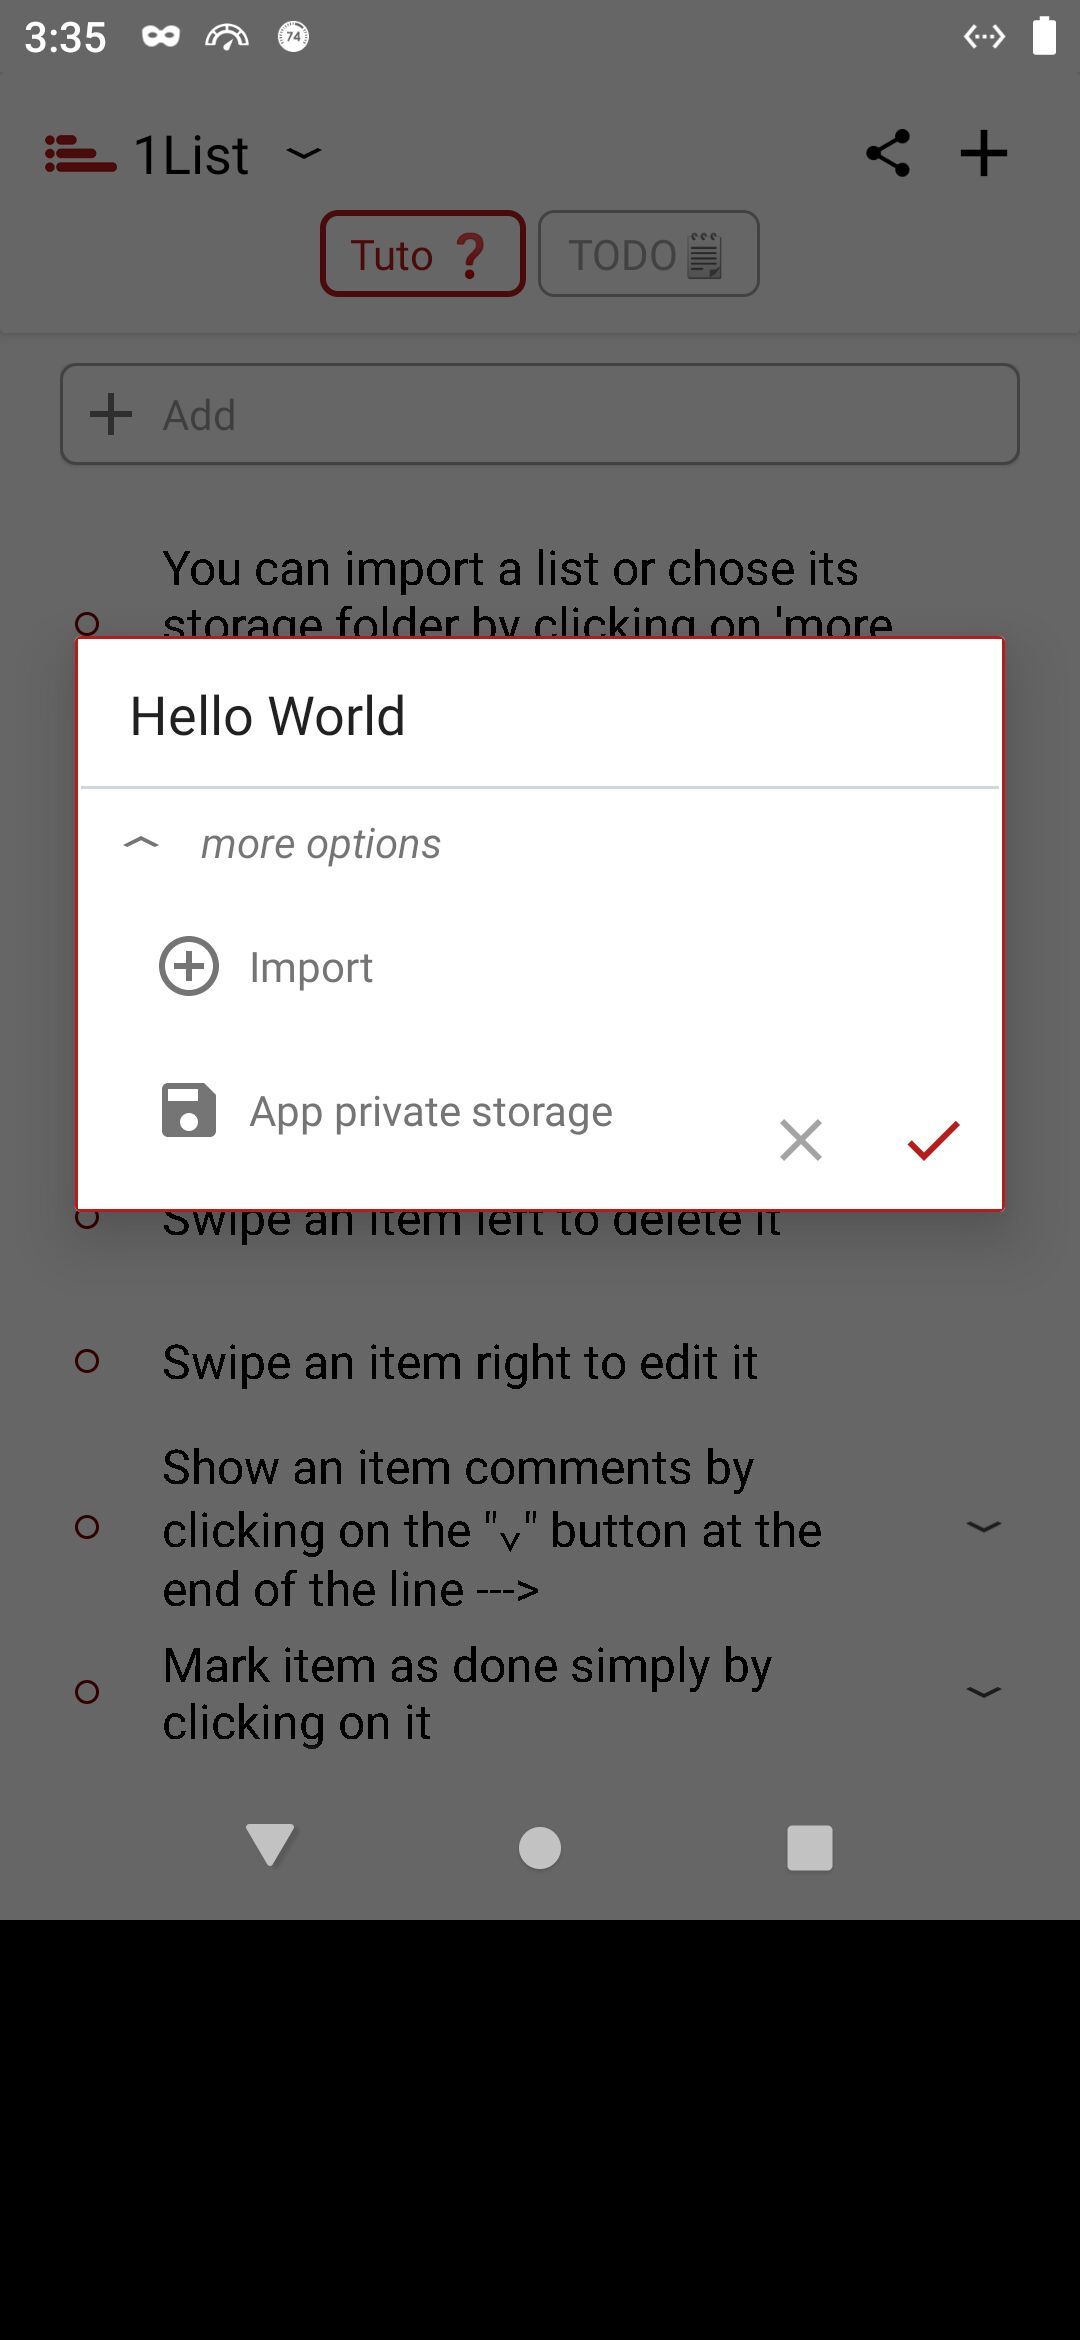 3:35
74
1List
Tuto ❓
TODO
Add
You can import a list or chose its
storage folder by clicking on 'more
Hello World
more options
Import
App private storage
Swipe an item left to delete it
Swipe an item right to edit it
Show an item comments by
clicking on the "˅" button at the
end of the line --->
Mark item as done simply by
clicking on it